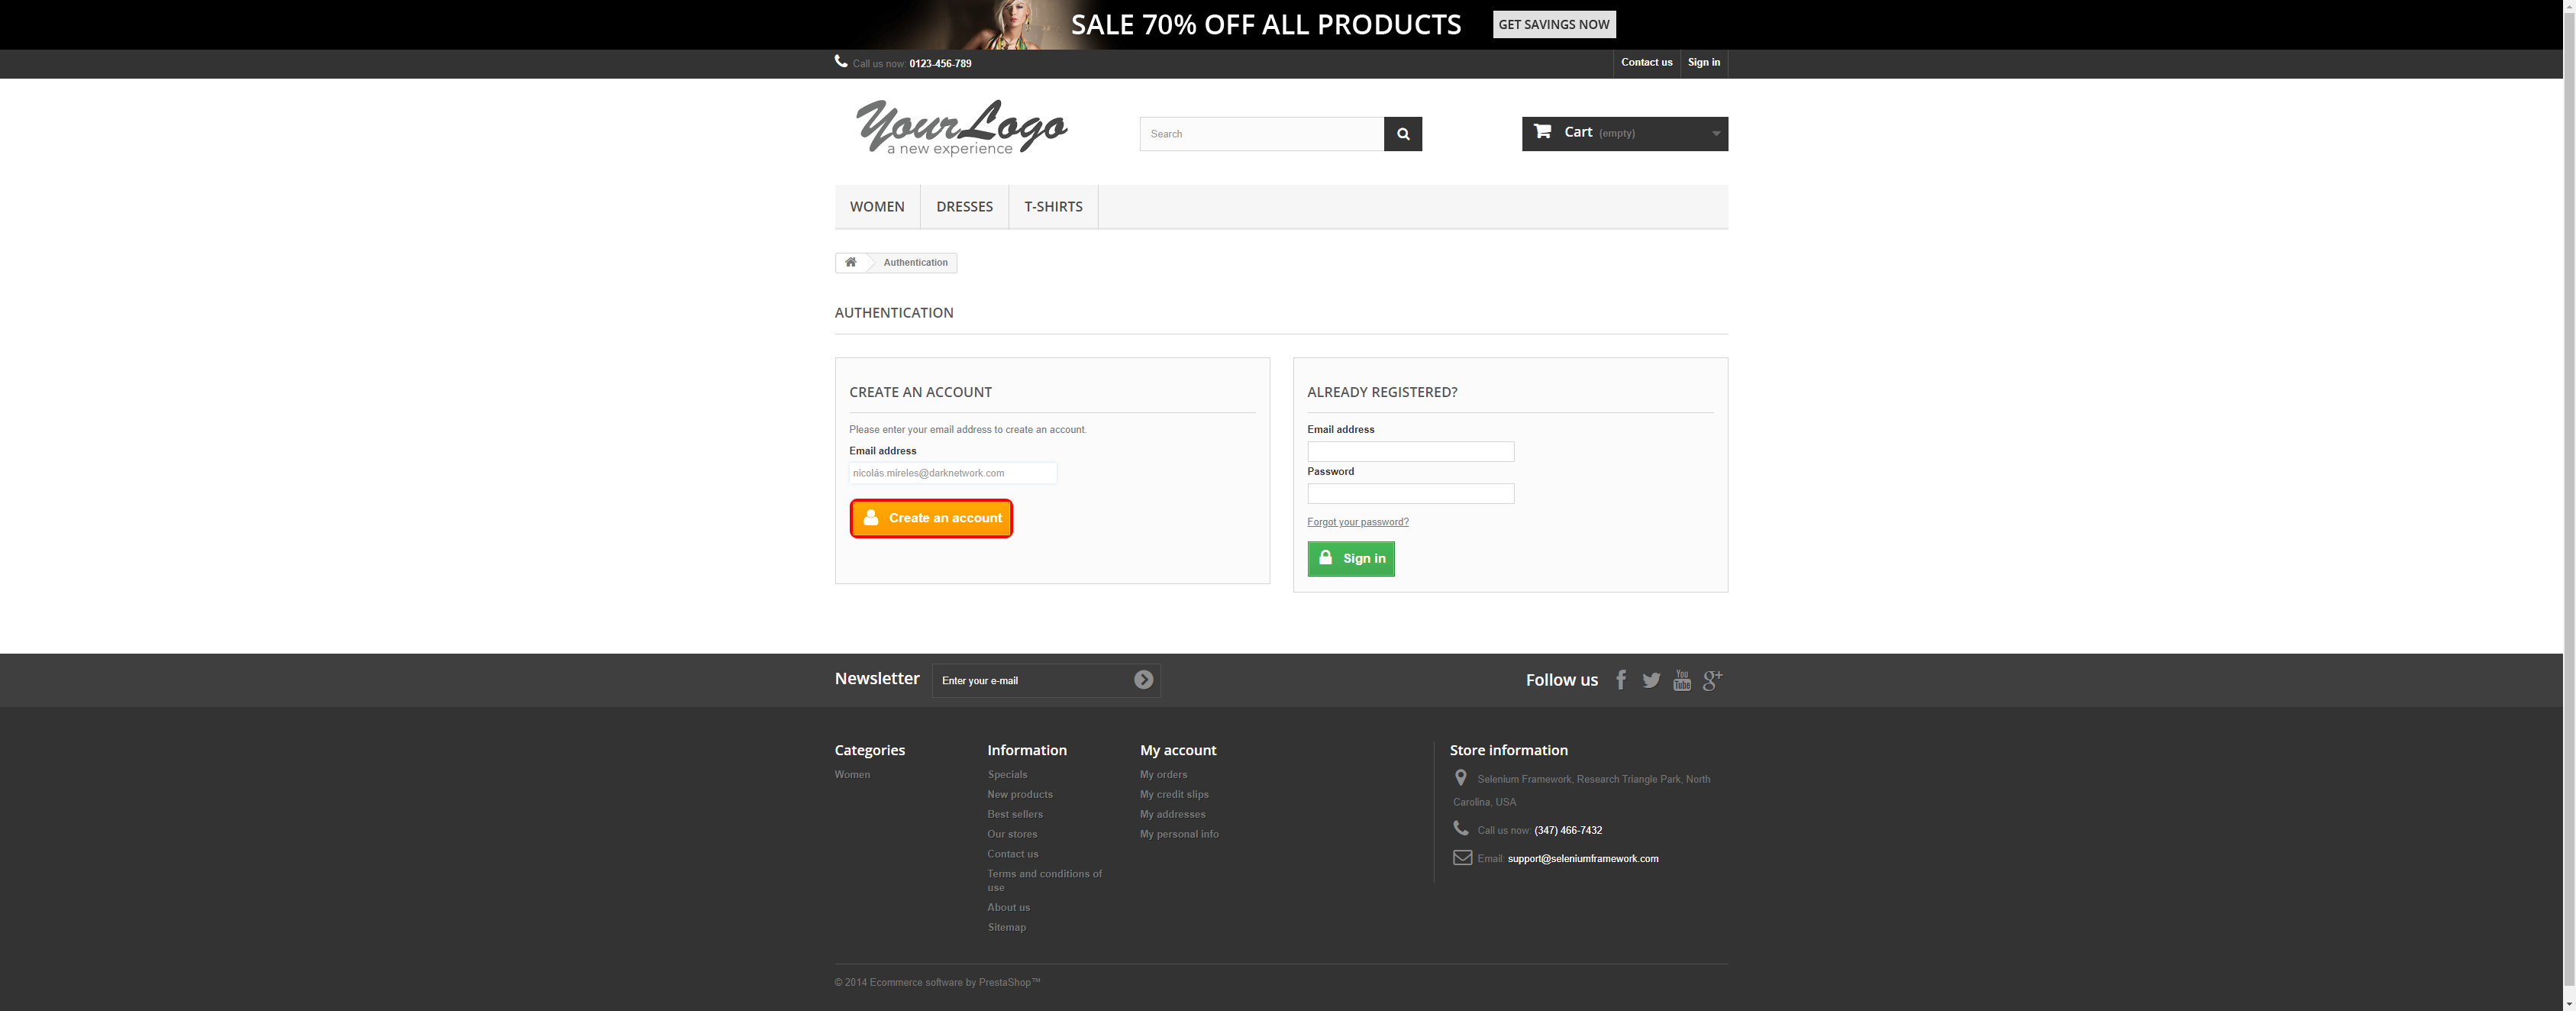 SALE 70% OFF ALL PRODUCTS GET SAVINGS NOW
Call us now: 0123-456-789 Contact us Sign in
YourLogo
a new experience
Search
Cart (empty)
WOMEN DRESSES T-SHIRTS
Authentication
AUTHENTICATION
CREATE AN ACCOUNT
Please enter your email address to create an account.
Email address
nicolás.mireles@darknetwork.com
Create an account
ALREADY REGISTERED?
Email address
Password
Forgot your password?
Sign in
Newsletter Enter your e-mail
Follow us
You
Tube
g+
Categories
Women
Information
Specials
New products
Best sellers
Our stores
Contact us
Terms and conditions of
use
About us
Sitemap
My account
My orders
My credit slips
My addresses
My personal info
Store information
Selenium Framework, Research Triangle Park, North
Carolina, USA
Call us now: (347) 466-7432
Email: support@seleniumframework.com
© 2014 Ecommerce software by PrestaShop™